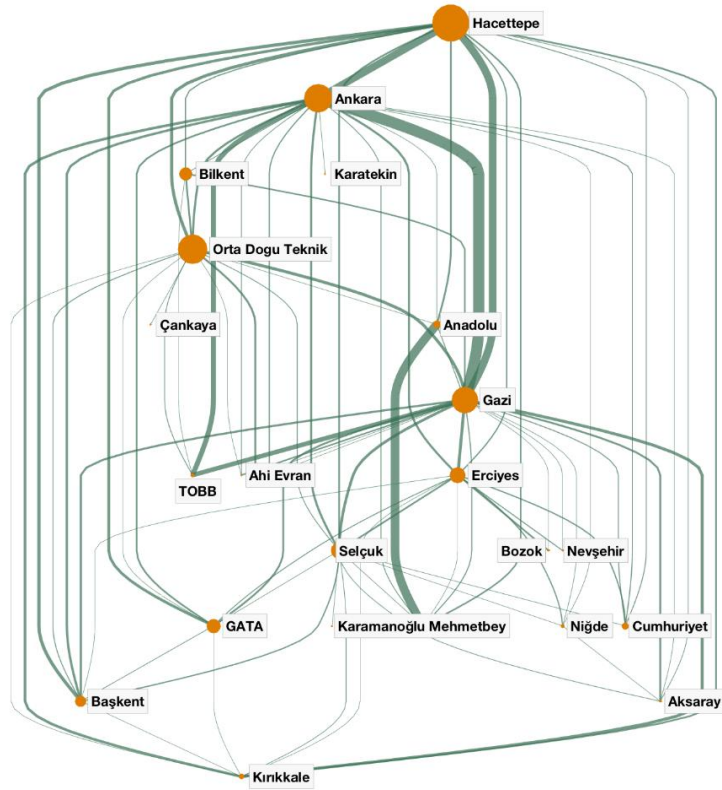 Hacettepe
Ankara
Bilkent
Karatekin
Orta Dogu Teknik
Çankaya
Anadolu
Gazi
TOBB
Ahi Evran
Erciyes
Selçuk
Bozok
Nevşehir
GATA
Karamanoğlu Mehmetbey
Niğde
Cumhuriyet
Başkent
Aksaray
Kırıkkale